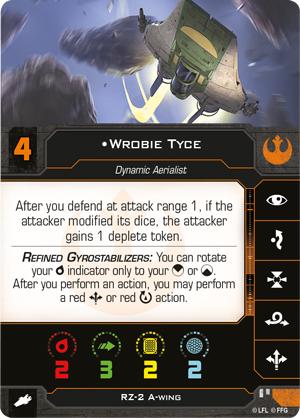 •Wrobie Tyce
4
Dynamic Aerialist
After you defend at attack range 1, if the
attacker modified its dice, the attacker
gains 1 deplete token.
Refined Gyrostabilizers: You can rotate
your indicator only to your or .
After you perform an action, you may perform
a red or red action.
2 3 2 2
RZ-2 A-wing
©LFL ©FFG